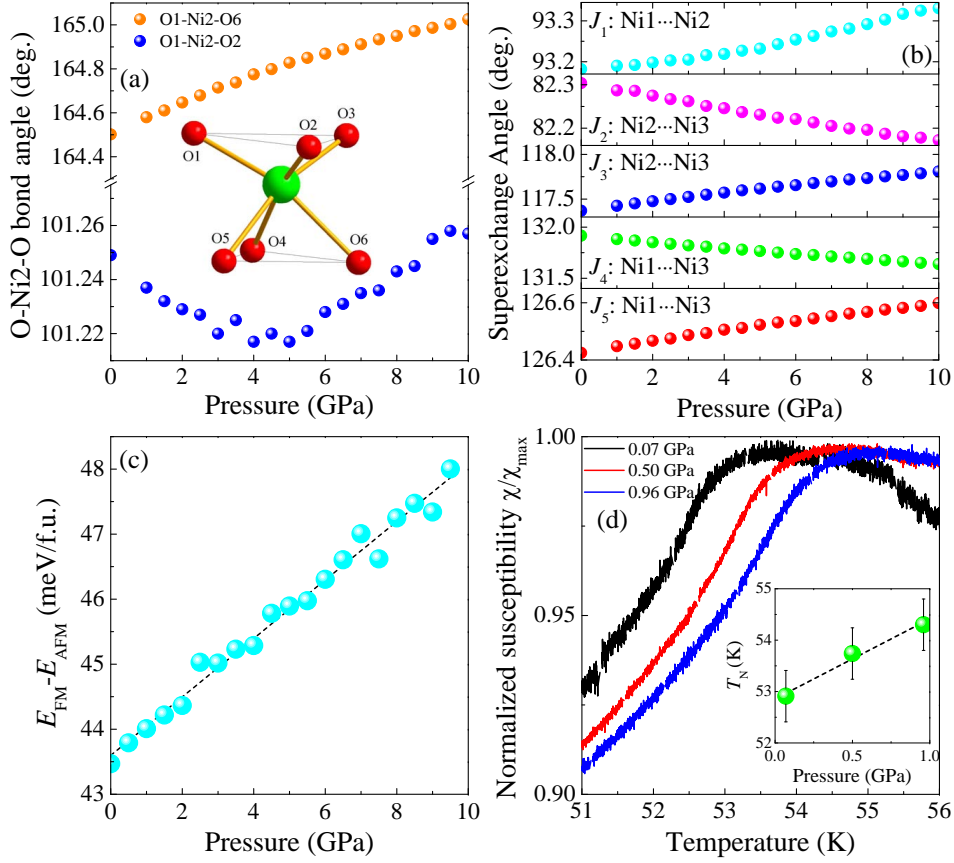 O1-Ni2-O6
O1-Ni2-O2
(a)
O1
O2
O3
O4
O5
O6
O-Ni2-O bond angle (deg.)
165.0
164.8
164.6
164.4
101.26
101.24
101.22
0 2 4 6 8 10
Pressure (GPa)
(b)
J1: Ni1···Ni2
J2: Ni2···Ni3
J3: Ni2···Ni3
J4: Ni1···Ni3
J5: Ni1···Ni3
Superexchange Angle (deg.)
93.3
93.2
82.3
82.2
118.0
117.5
132.0
131.5
126.6
126.4
0 2 4 6 8 10
Pressure (GPa)
(c)
EFM-EAFM (meV/f.u.)
48
47
46
45
44
43
0 2 4 6 8 10
Pressure (GPa)
0.07 GPa
0.50 GPa
0.96 GPa
(d)
Normalized susceptibility χ/χmax
1.00
0.95
0.90
51 52 53 54 55 56
Temperature (K)
TN (K)
55
54
53
52
0.0 0.5 1.0
Pressure (GPa)